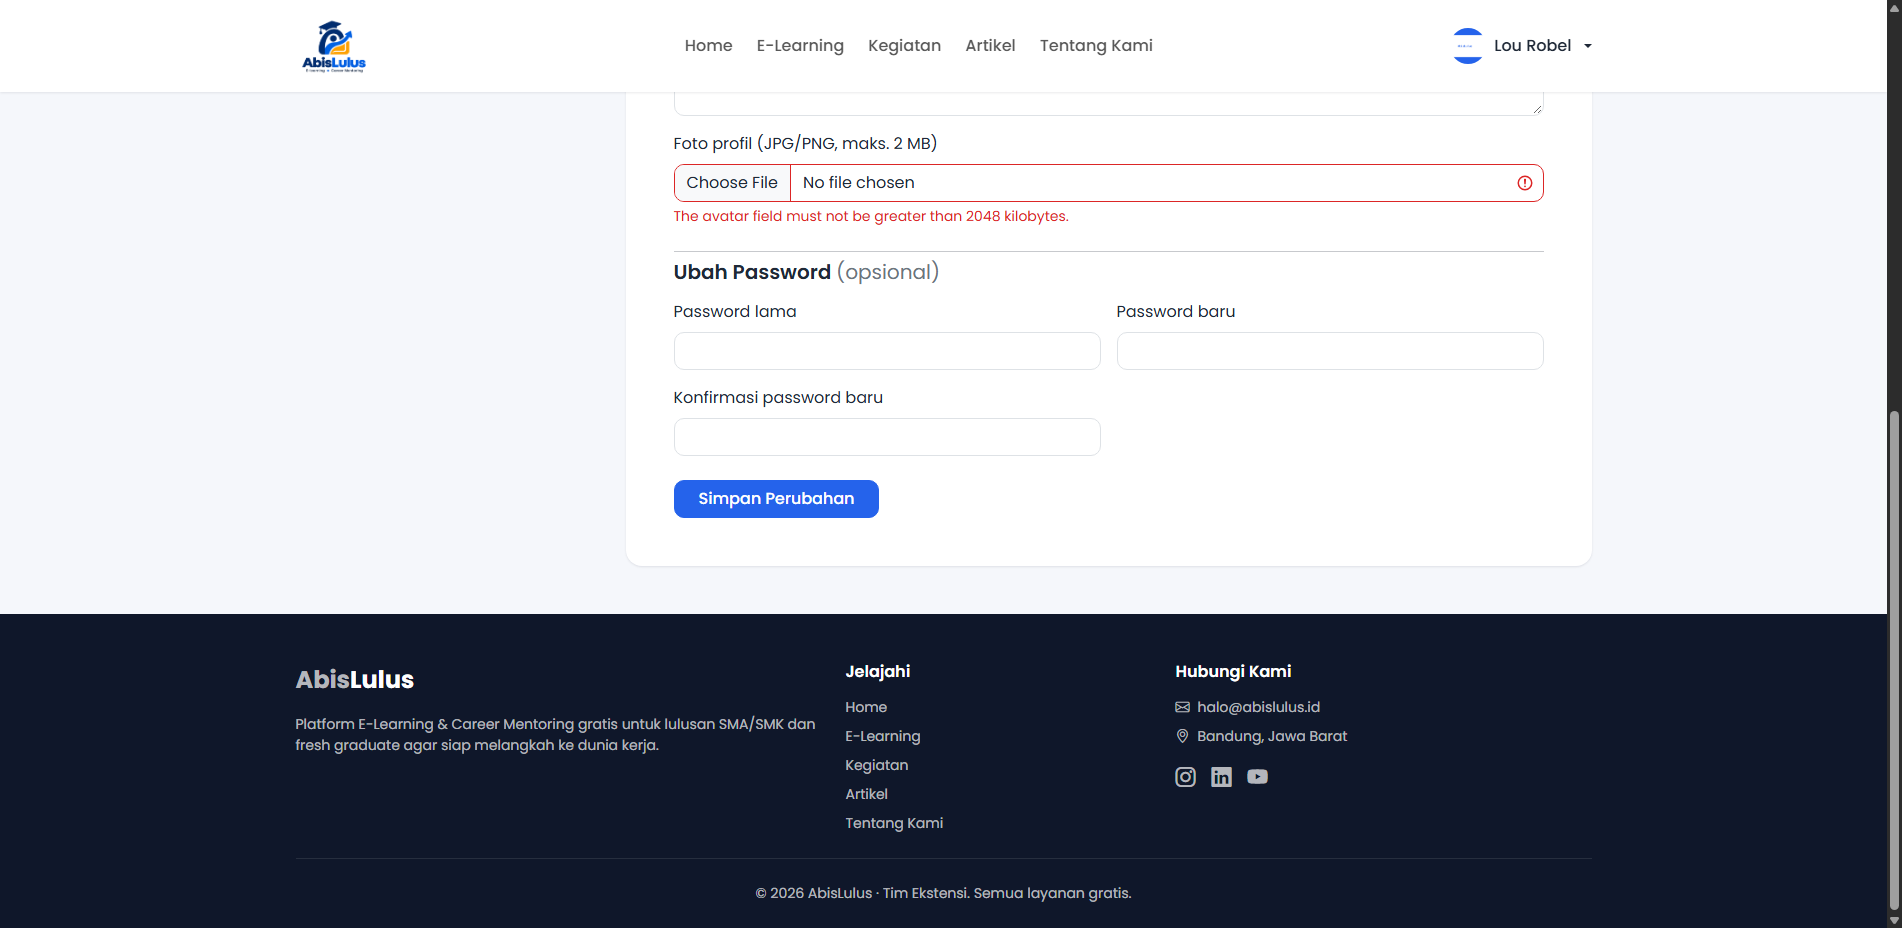 AbisLulus
E-Learning & Career Mentoring
Home
E-Learning
Kegiatan
Artikel
Tentang Kami
Lou Robel
Foto profil (JPG/PNG, maks. 2 MB)
Choose File
No file chosen
The avatar field must not be greater than 2048 kilobytes.
Ubah Password (opsional)
Password lama
Password baru
Konfirmasi password baru
Simpan Perubahan
AbisLulus
Platform E-Learning & Career Mentoring gratis untuk lulusan SMA/SMK dan
fresh graduate agar siap melangkah ke dunia kerja.
Jelajahi
Home
E-Learning
Kegiatan
Artikel
Tentang Kami
Hubungi Kami
halo@abislulus.id
Bandung, Jawa Barat
© 2026 AbisLulus · Tim Ekstensi. Semua layanan gratis.